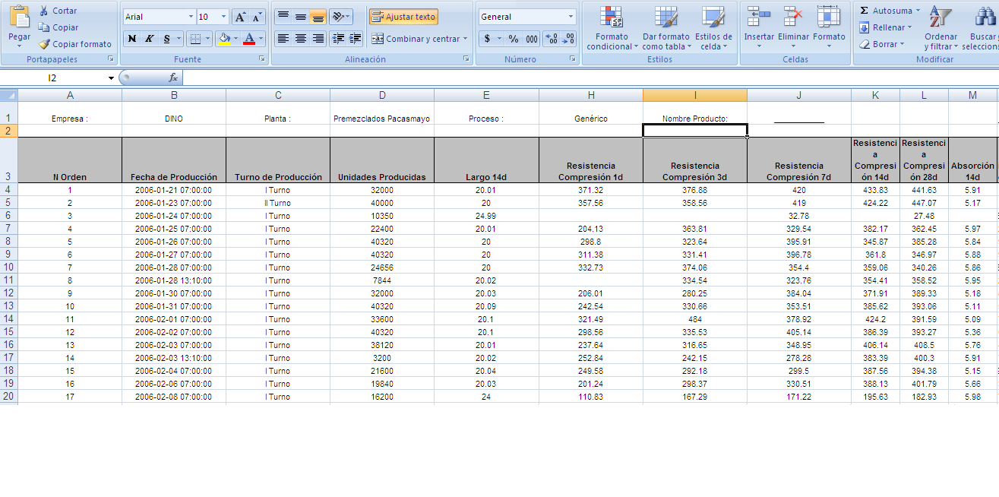 Cortar
Copiar
Copiar formato
Pegar
Portapapeles
Arial 10
N K S
Fuente
Ajustar texto
Combinar y centrar
Alineación
General
$ % 000
Número
Formato condicional
Dar formato como tabla
Estilos de celda
Estilos
Insertar Eliminar Formato
Celdas
Σ Autosuma
Rellenar
Borrar
Ordenar y filtrar
Buscar
seleccion
Modificar
I2 fx
A B C D E H I J K L M
1 Empresa : DINO Planta : Premezclados Pacasmayo Proceso : Genérico Nombre Producto:
2
3 N Orden Fecha de Producción Turno de Producción Unidades Producidas Largo 14d Resistencia Compresión 1d Resistencia Compresión 3d Resistencia Compresión 7d Resistencia Compresión 14d Resistencia Compresión 28d Absorción 14d
4 1 2006-01-21 07:00:00 I Turno 32000 20.01 371.32 376.88 420 433.83 441.63 5.91
5 2 2006-01-23 07:00:00 II Turno 40000 20 357.56 358.56 419 424.22 447.07 5.17
6 3 2006-01-24 07:00:00 I Turno 10350 24.99 32.78 27.48
7 4 2006-01-25 07:00:00 I Turno 22400 20.01 204.13 363.81 329.54 382.17 362.45 5.97
8 5 2006-01-26 07:00:00 I Turno 40320 20 298.8 323.64 395.91 345.87 385.28 5.84
9 6 2006-01-27 07:00:00 I Turno 40320 20 311.38 331.41 396.78 361.8 346.97 5.88
10 7 2006-01-28 07:00:00 I Turno 24656 20 332.73 374.06 354.4 359.06 340.26 5.86
11 8 2006-01-28 13:10:00 I Turno 7844 20.02 334.54 323.76 354.41 358.52 5.95
12 9 2006-01-30 07:00:00 I Turno 32000 20.03 206.01 280.25 384.04 371.91 389.33 5.18
13 10 2006-01-31 07:00:00 I Turno 40320 20.09 242.54 330.66 353.51 385.62 393.06 5.11
14 11 2006-02-01 07:00:00 I Turno 33600 20.1 321.49 484 378.92 424.2 391.59 5.09
15 12 2006-02-02 07:00:00 I Turno 40320 20.1 298.56 335.53 405.14 386.39 393.27 5.36
16 13 2006-02-03 07:00:00 I Turno 38120 20.01 237.64 316.65 348.95 406.14 408.5 5.76
17 14 2006-02-03 13:10:00 I Turno 3200 20.02 252.84 242.15 278.28 383.39 400.3 5.91
18 15 2006-02-04 07:00:00 I Turno 21600 20.04 249.58 292.18 299.5 387.56 394.38 5.15
19 16 2006-02-06 07:00:00 I Turno 19840 20.03 201.24 298.37 330.51 388.13 401.79 5.66
20 17 2006-02-08 07:00:00 I Turno 16200 24 110.83 167.29 171.22 195.63 182.93 5.98